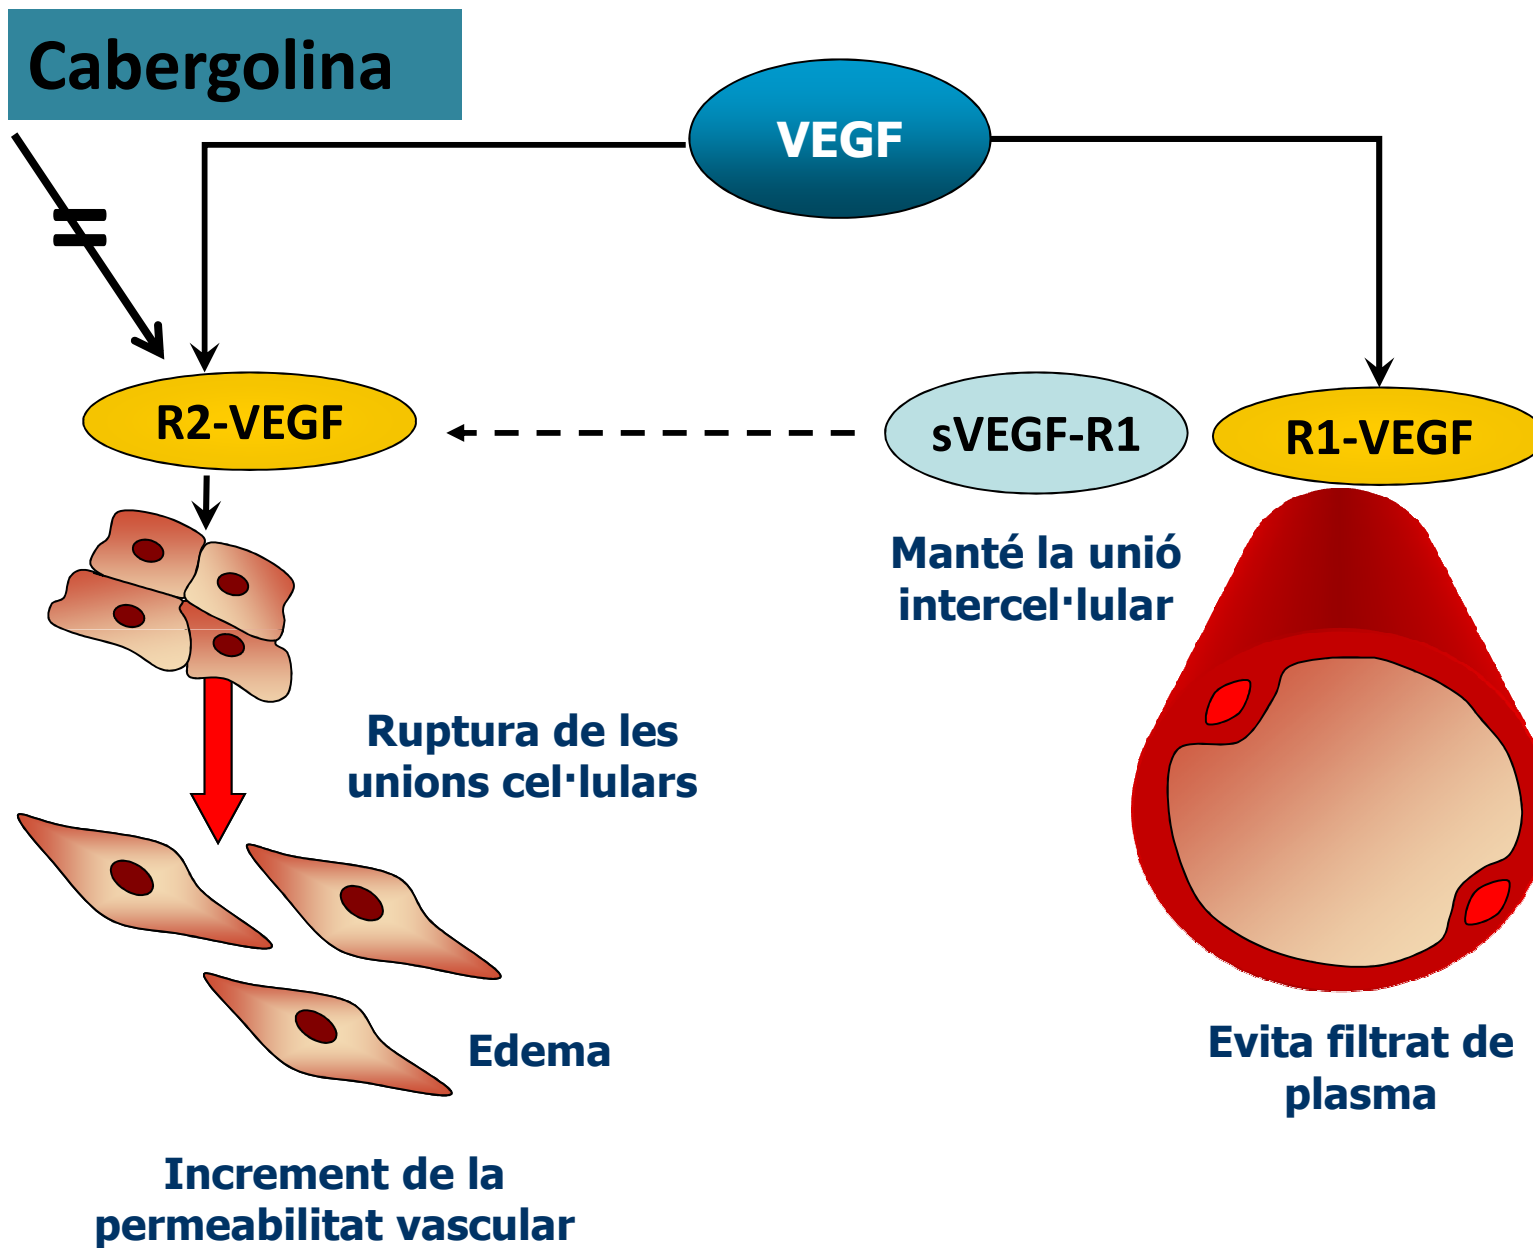 Cabergolina
VEGF
R2-VEGF
sVEGF-R1
R1-VEGF
Manté la unió
intercel·lular
Ruptura de les
unions cel·lulars
Edema
Evita filtrat de
plasma
Increment de la
permeabilitat vascular